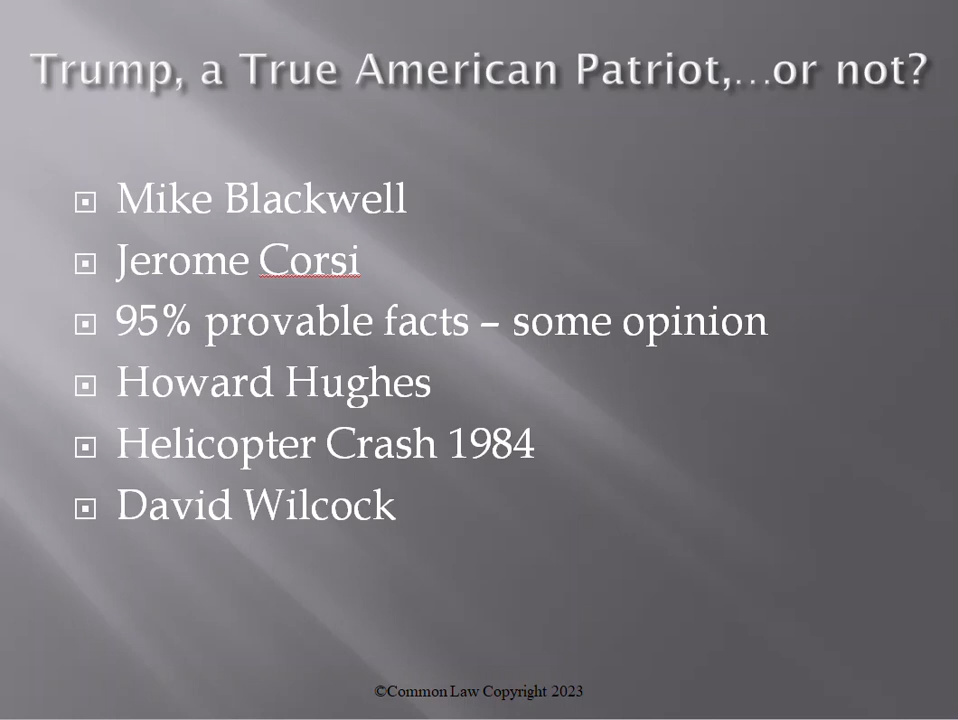 Trump, a True American Patriot,...or not?
Mike Blackwell
Jerome Corsi
95% provable facts – some opinion
Howard Hughes
Helicopter Crash 1984
David Wilcock
©Common Law Copyright 2023